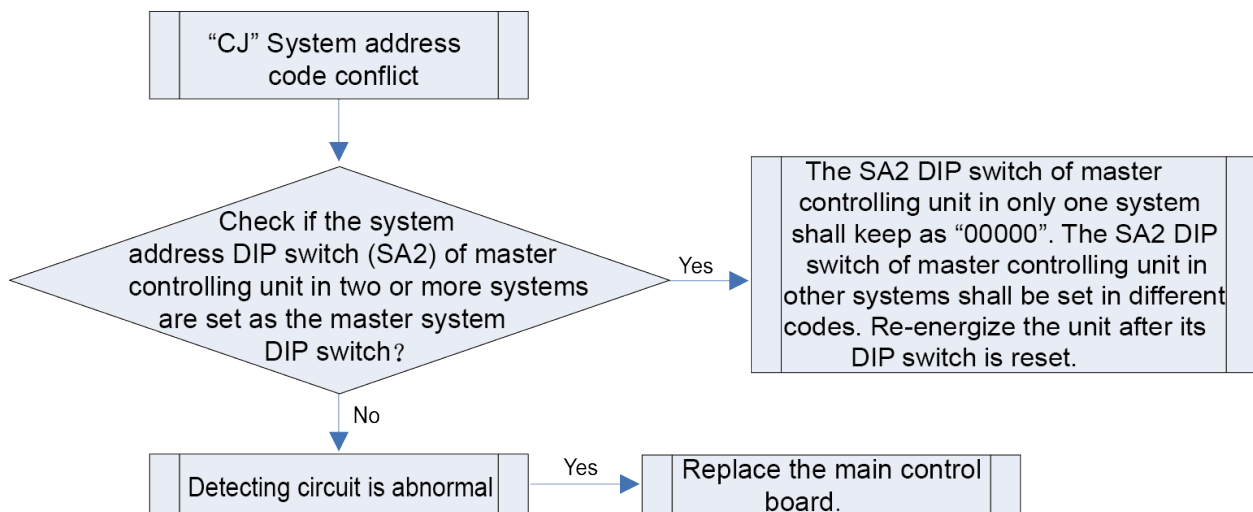 “CJ” System address
code conflict
Check if the system
address DIP switch (SA2) of master
controlling unit in two or more systems
are set as the master system
DIP switch？
Yes
The SA2 DIP switch of master
controlling unit in only one system
shall keep as “00000”. The SA2 DIP
switch of master controlling unit in
other systems shall be set in different
codes. Re-energize the unit after its
DIP switch is reset.
No
Detecting circuit is abnormal
Yes
Replace the main control
board.